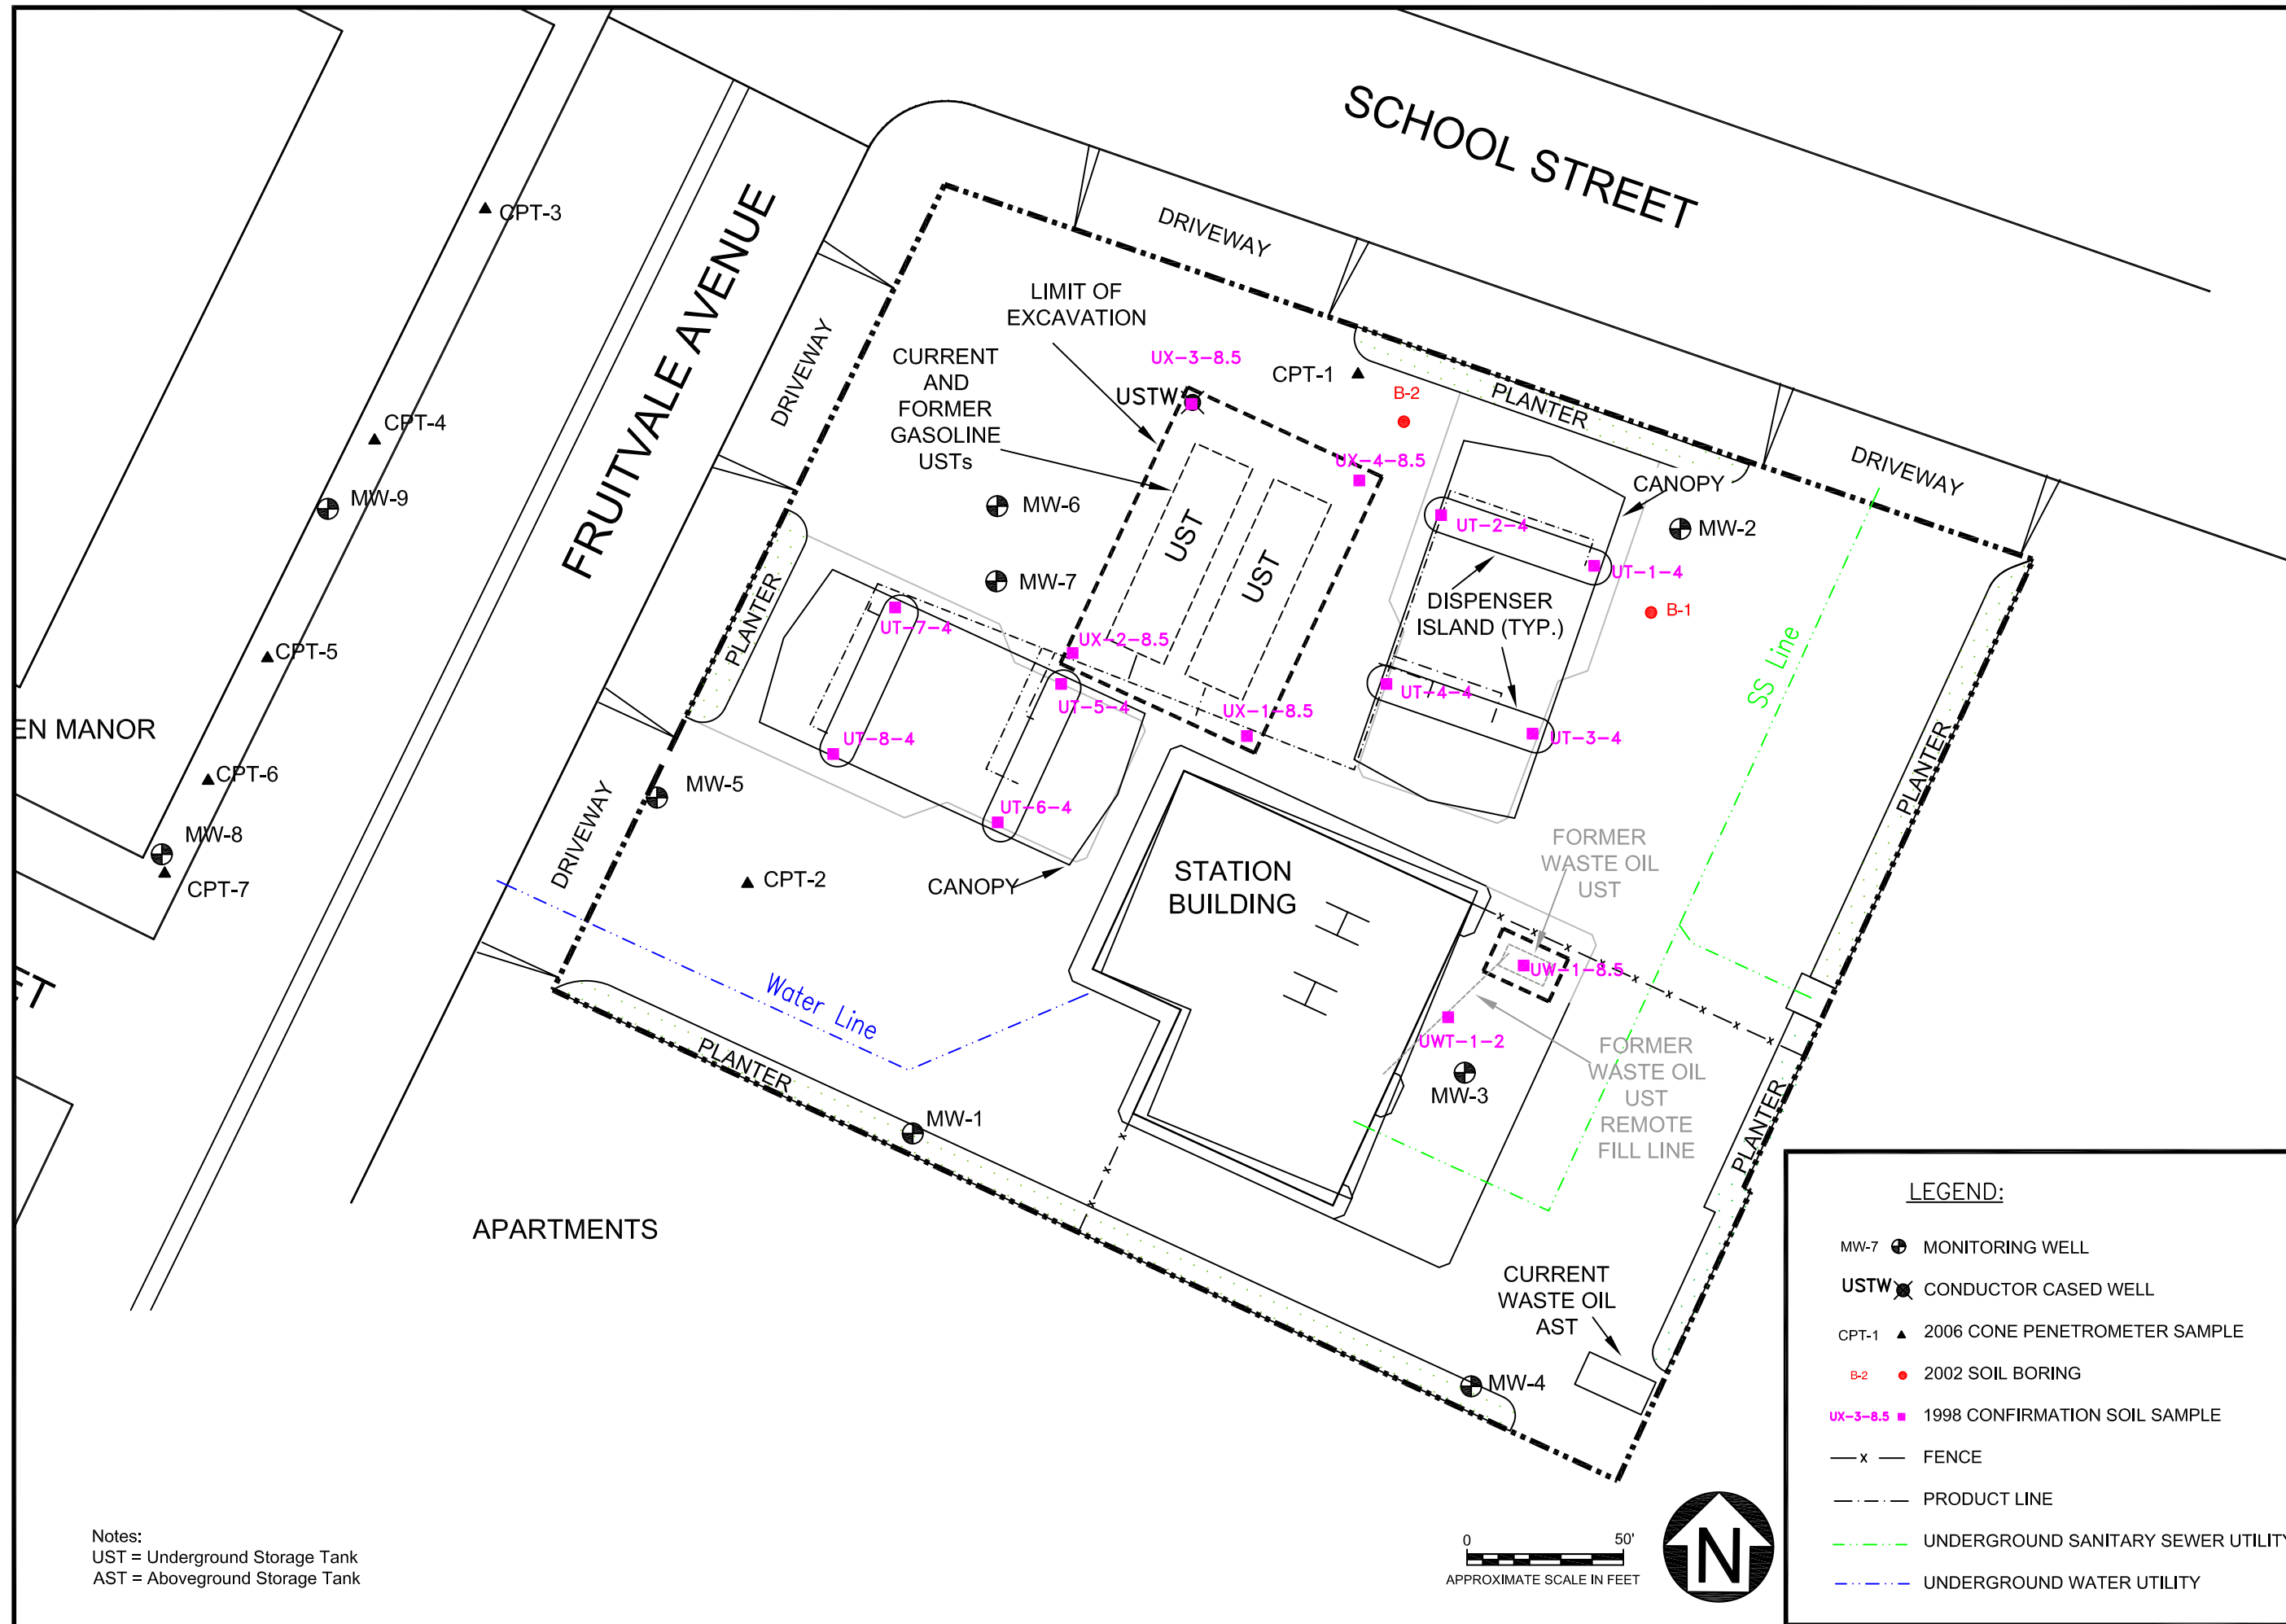 SCHOOL STREET
DRIVEWAY
CPT-3
FRUITVALE AVENUE
LIMIT OF
EXCAVATION
DRIVEWAY
CURRENT
AND
FORMER
GASOLINE
USTs
UX-3-8.5
USTW
CPT-1
B-2
PLANTER
CPT-4
UX-4-8.5
CANOPY
DRIVEWAY
MW-9
MW-6
UST
UT-2-4
MW-2
MW-7
UST
UT-1-4
DISPENSER
ISLAND (TYP.)
B-1
PLANTER
UT-7-4
UX-2-8.5
CPT-5
SS Line
UT-5-4
UT-4-4
UX-1-8.5
EN MANOR
UT-8-4
UT-3-4
PLANTER
CPT-6
MW-5
UT-6-4
MW-8
DRIVEWAY
CPT-7
CPT-2
CANOPY
STATION
BUILDING
FORMER
WASTE OIL
UST
UW-1-8.5
ET
Water Line
UWT-1-2
PLANTER
MW-3
FORMER
WASTE OIL
UST
REMOTE
FILL LINE
PLANTER
MW-1
APARTMENTS
CURRENT
WASTE OIL
AST
MW-4
LEGEND:
MW-7 MONITORING WELL
USTW CONDUCTOR CASED WELL
CPT-1 2006 CONE PENETROMETER SAMPLE
B-2 2002 SOIL BORING
UX-3-8.5 1998 CONFIRMATION SOIL SAMPLE
x FENCE
PRODUCT LINE
UNDERGROUND SANITARY SEWER UTILITY
UNDERGROUND WATER UTILITY
Notes:
UST = Underground Storage Tank
AST = Aboveground Storage Tank
0 50'
APPROXIMATE SCALE IN FEET
N